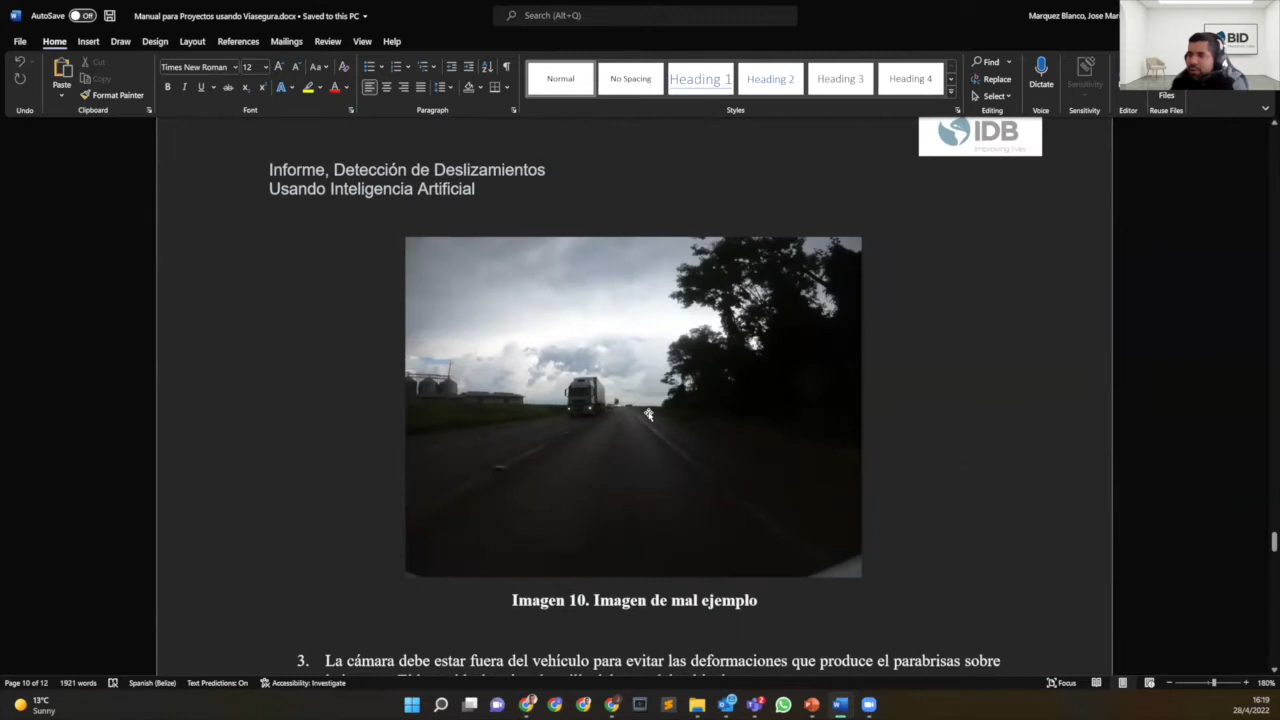 AutoSave Off Manual para Proyectos usando Viasegura.docx • Saved to this PC Search (Alt+Q) Marquez Blanco, Jose Mar
BID
File Home Insert Draw Design Layout References Mailings Review View Help
Paste Cut Copy Format Painter
Times New Roman 12
Normal No Spacing Heading 1 Heading 2 Heading 3 Heading 4
Find Replace Select
Dictate Sensitivity Files
Undo Clipboard Font Paragraph Styles Editing Voice Sensitivity Editor Reuse Files
IDB
Improving lives
Informe, Detección de Deslizamientos
Usando Inteligencia Artificial
Imagen 10. Imagen de mal ejemplo
3. La cámara debe estar fuera del vehículo para evitar las deformaciones que produce el parabrisas sobre
Page 10 of 12 1921 words Spanish (Belize) Text Predictions: On Accessibility: Investigate Focus 180%
13°C
Sunny
16:19
28/4/2022